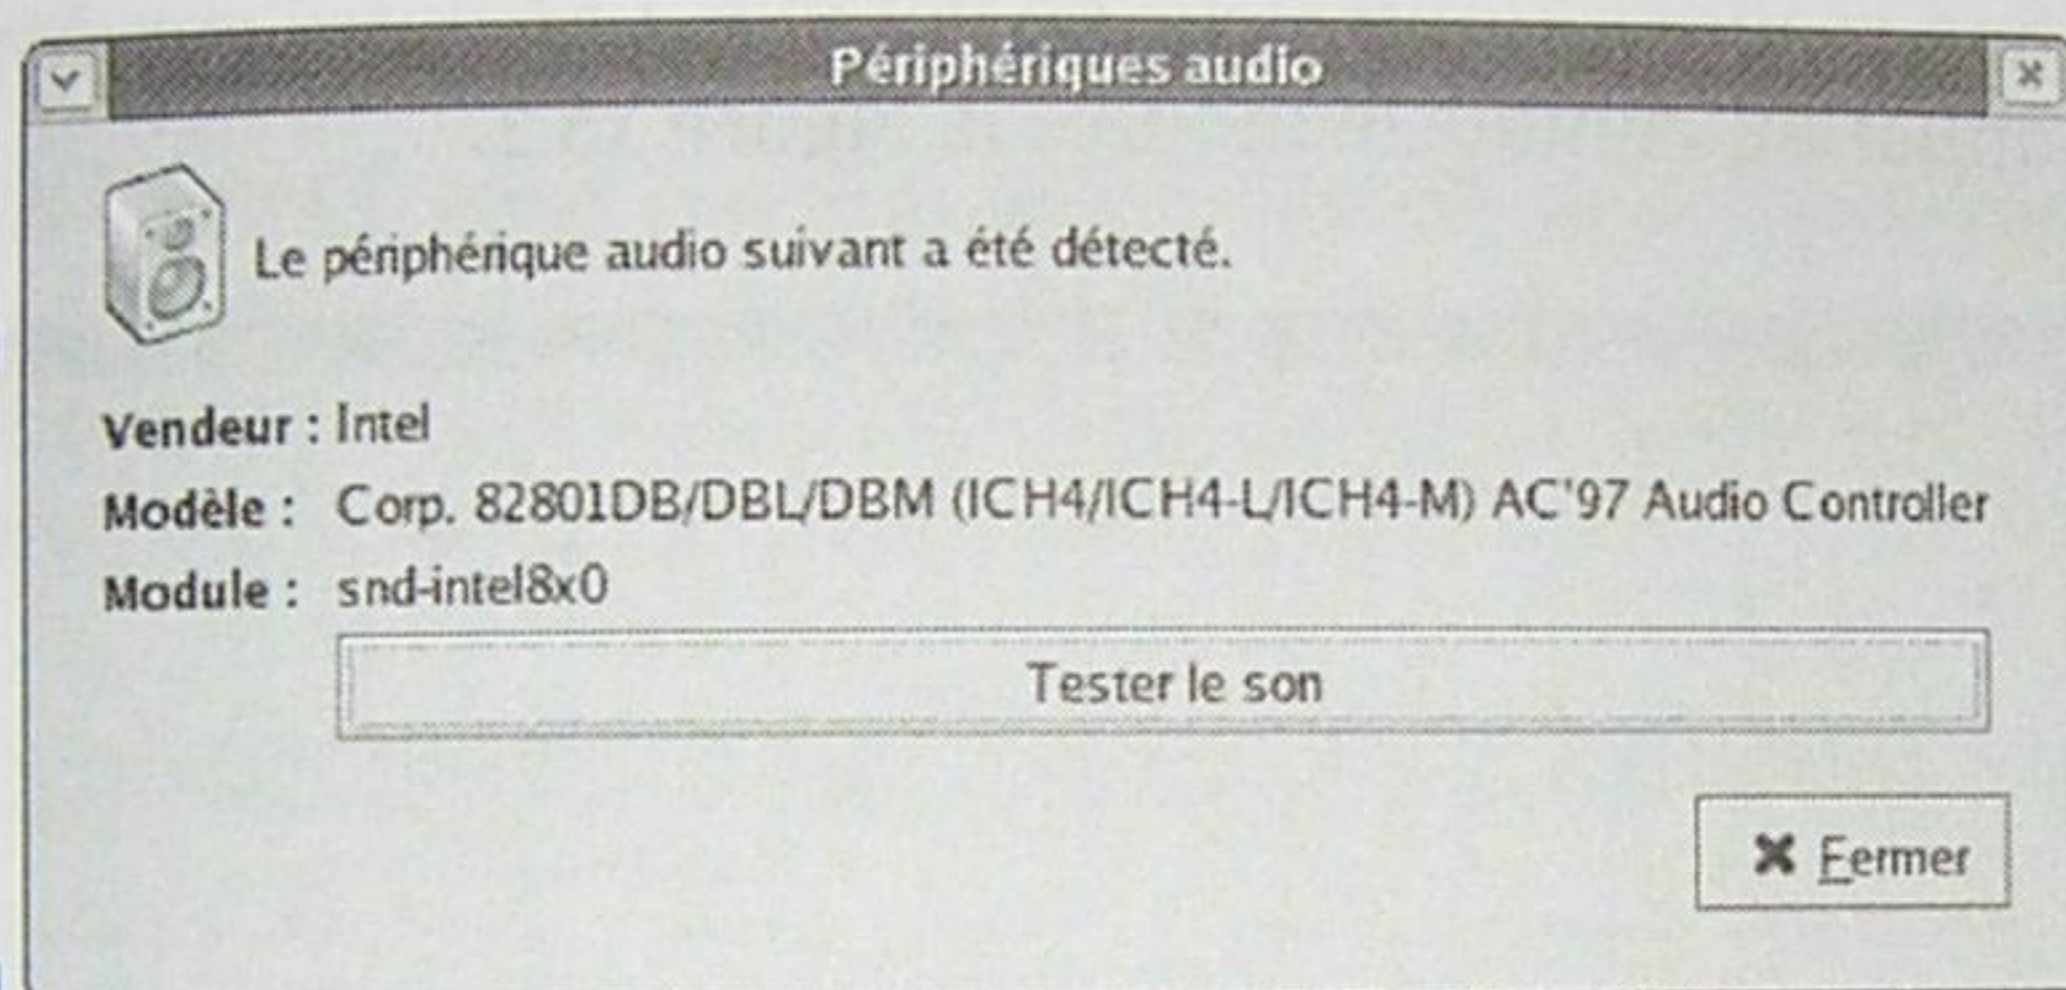 Périphériques audio
Le périphérique audio suivant a été détecté.
Vendeur : Intel
Modèle : Corp. 82801DB/DBL/DBM (ICH4/ICH4-L/ICH4-M) AC'97 Audio Controller
Module : snd-intel8x0
Tester le son
Fermer